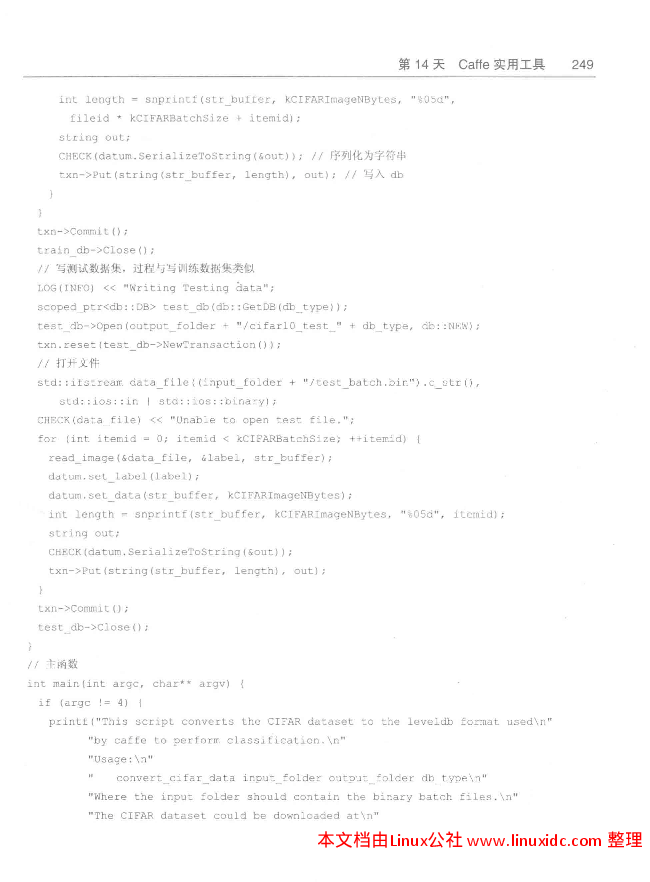 第 14 天 Caffe 实用工具 249
int length = snprintf(str_buffer, kCIFARImageNBytes, "%05d",
fileid * kCIFARBatchSize + itemid);
string out;
CHECK(datum.SerializeToString(&out)); // 序列化为字符串
txn->Put(string(str_buffer, length), out); // 写入 db
}
}
txn->Commit();
train_db->Close();
// 写测试数据集，过程与写训练数据集类似
LOG(INFO) << "Writing Testing data";
scoped_ptr<db::DB> test_db(db::GetDB(db_type));
test_db->Open(output_folder + "/cifar10_test_" + db_type, db::NEW);
txn.reset(test_db->NewTransaction());
// 打开文件
std::ifstream data_file((input_folder + "/test_batch.bin").c_str(),
std::ios::in | std::ios::binary);
CHECK(data_file) << "Unable to open test file.";
for (int itemid = 0; itemid < kCIFARBatchSize; ++itemid) {
read_image(&data_file, &label, str_buffer);
datum.set_label(label);
datum.set_data(str_buffer, kCIFARImageNBytes);
int length = snprintf(str_buffer, kCIFARImageNBytes, "%05d", itemid);
string out;
CHECK(datum.SerializeToString(&out));
txn->Put(string(str_buffer, length), out);
}
txn->Commit();
test_db->Close();
}
// 主函数
int main(int argc, char** argv) {
if (argc != 4) {
printf("This script converts the CIFAR dataset to the leveldb format used\n"
"by caffe to perform classification.\n"
"Usage:\n"
" convert_cifar_data input_folder output_folder db_type\n"
"Where the input folder should contain the binary batch files.\n"
"The CIFAR dataset could be downloaded at\n"
本文档由Linux公社 www.linuxidc.com 整理